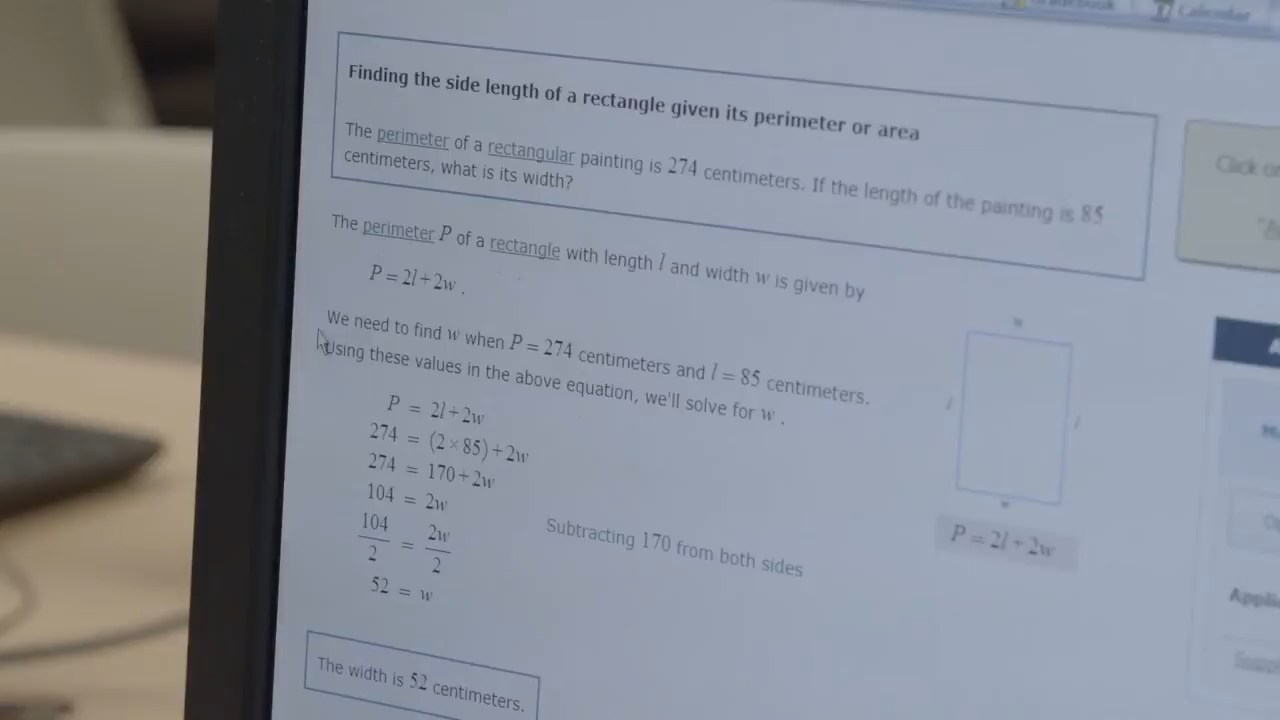 Calendar
Finding the side length of a rectangle given its perimeter or area
The perimeter of a rectangular painting is 274 centimeters. If the length of the painting is 85
centimeters, what is its width?
Click
The perimeter P of a rectangle with length l and width w is given by
P = 2l + 2w .
We need to find w when P = 274 centimeters and l = 85 centimeters.
Using these values in the above equation, we'll solve for w .
P = 2l + 2w
274 = (2 × 85) + 2w
274 = 170 + 2w
104 = 2w
Subtracting 170 from both sides
104/2 = 2w/2
52 = w
w
l
l
w
P = 2l + 2w
The width is 52 centimeters.